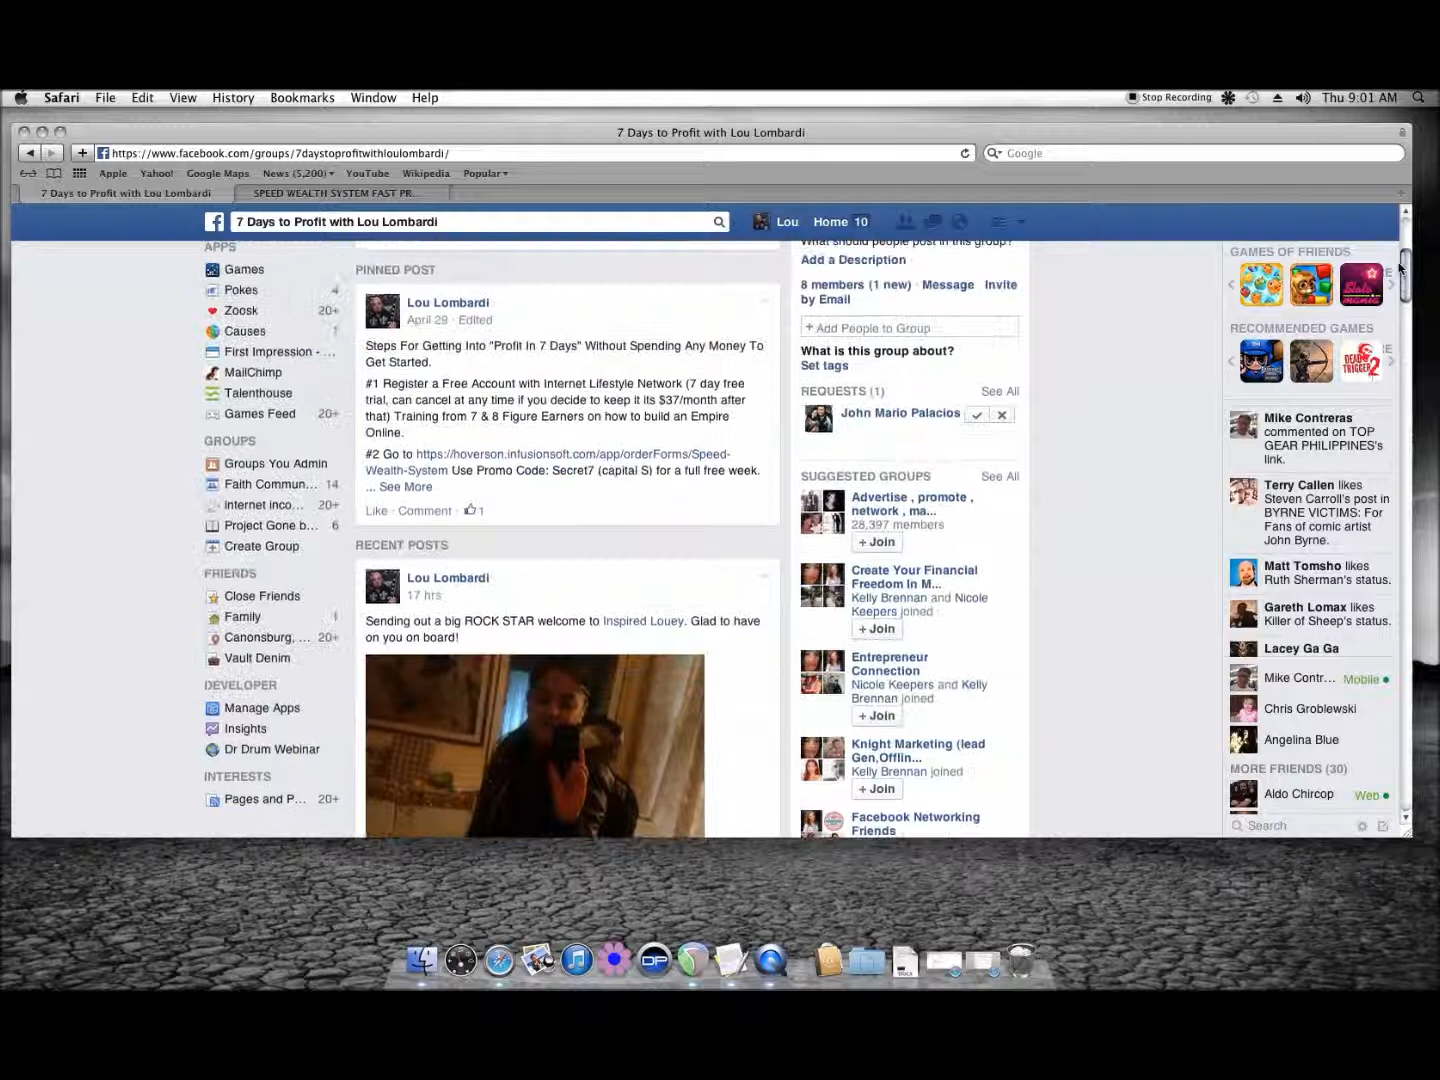 Safari File Edit View History Bookmarks Window Help
Stop Recording Thu 9:01 AM
7 Days to Profit with Lou Lombardi
https://www.facebook.com/groups/7daystoprofitwithloulombardi/
Google
Apple Yahoo! Google Maps News (5,200) YouTube Wikipedia Popular
7 Days to Profit with Lou Lombardi
SPEED WEALTH SYSTEM FAST PR...
7 Days to Profit with Lou Lombardi
Lou Home 10
APPS
Games
Pokes 4
Zoosk 20+
Causes 1
First Impression - ...
MailChimp
Talenthouse
Games Feed 20+
GROUPS
Groups You Admin
Faith Commun... 14
Internet inco... 20+
Project Gone b... 6
Create Group
FRIENDS
Close Friends
Family 1
Canonsburg, ... 20+
Vault Denim
DEVELOPER
Manage Apps
Insights
Dr Drum Webinar
INTERESTS
Pages and P... 20+
PINNED POST
Lou Lombardi
April 29 · Edited
Steps For Getting Into "Profit In 7 Days" Without Spending Any Money To
Get Started.
#1 Register a Free Account with Internet Lifestyle Network (7 day free
trial, can cancel at any time if you decide to keep it its $37/month after
that) Training from 7 & 8 Figure Earners on how to build an Empire
Online.
#2 Go to https://hoverson.infusionsoft.com/app/orderForms/Speed-
Wealth-System Use Promo Code: Secret7 (capital S) for a full free week.
... See More
Like · Comment · 1
RECENT POSTS
Lou Lombardi
17 hrs
Sending out a big ROCK STAR welcome to Inspired Louey. Glad to have
on you on board!
What should people post in this group?
Add a Description
8 members (1 new) · Message · Invite
by Email
+ Add People to Group
What is this group about?
Set tags
REQUESTS (1) See All
John Mario Palacios
SUGGESTED GROUPS See All
Advertise , promote ,
network , ma...
28,397 members
+ Join
Create Your Financial
Freedom In M...
Kelly Brennan and Nicole
Keepers joined
+ Join
Entrepreneur
Connection
Nicole Keepers and Kelly
Brennan joined
+ Join
Knight Marketing (lead
Gen,Offlin...
Kelly Brennan joined
+ Join
Facebook Networking
Friends
GAMES OF FRIENDS
Sloto
mania
RECOMMENDED GAMES
DEAD
TRIGGER
2
Mike Contreras
commented on TOP
GEAR PHILIPPINES's
link.
Terry Callen likes
Steven Carroll's post in
BYRNE VICTIMS: For
Fans of comic artist
John Byrne.
Matt Tomsho likes
Ruth Sherman's status.
Gareth Lomax likes
Killer of Sheep's status.
Lacey Ga Ga
Mike Contr... Mobile
Chris Groblewski
Angelina Blue
MORE FRIENDS (30)
Aldo Chircop Web
Search
DP